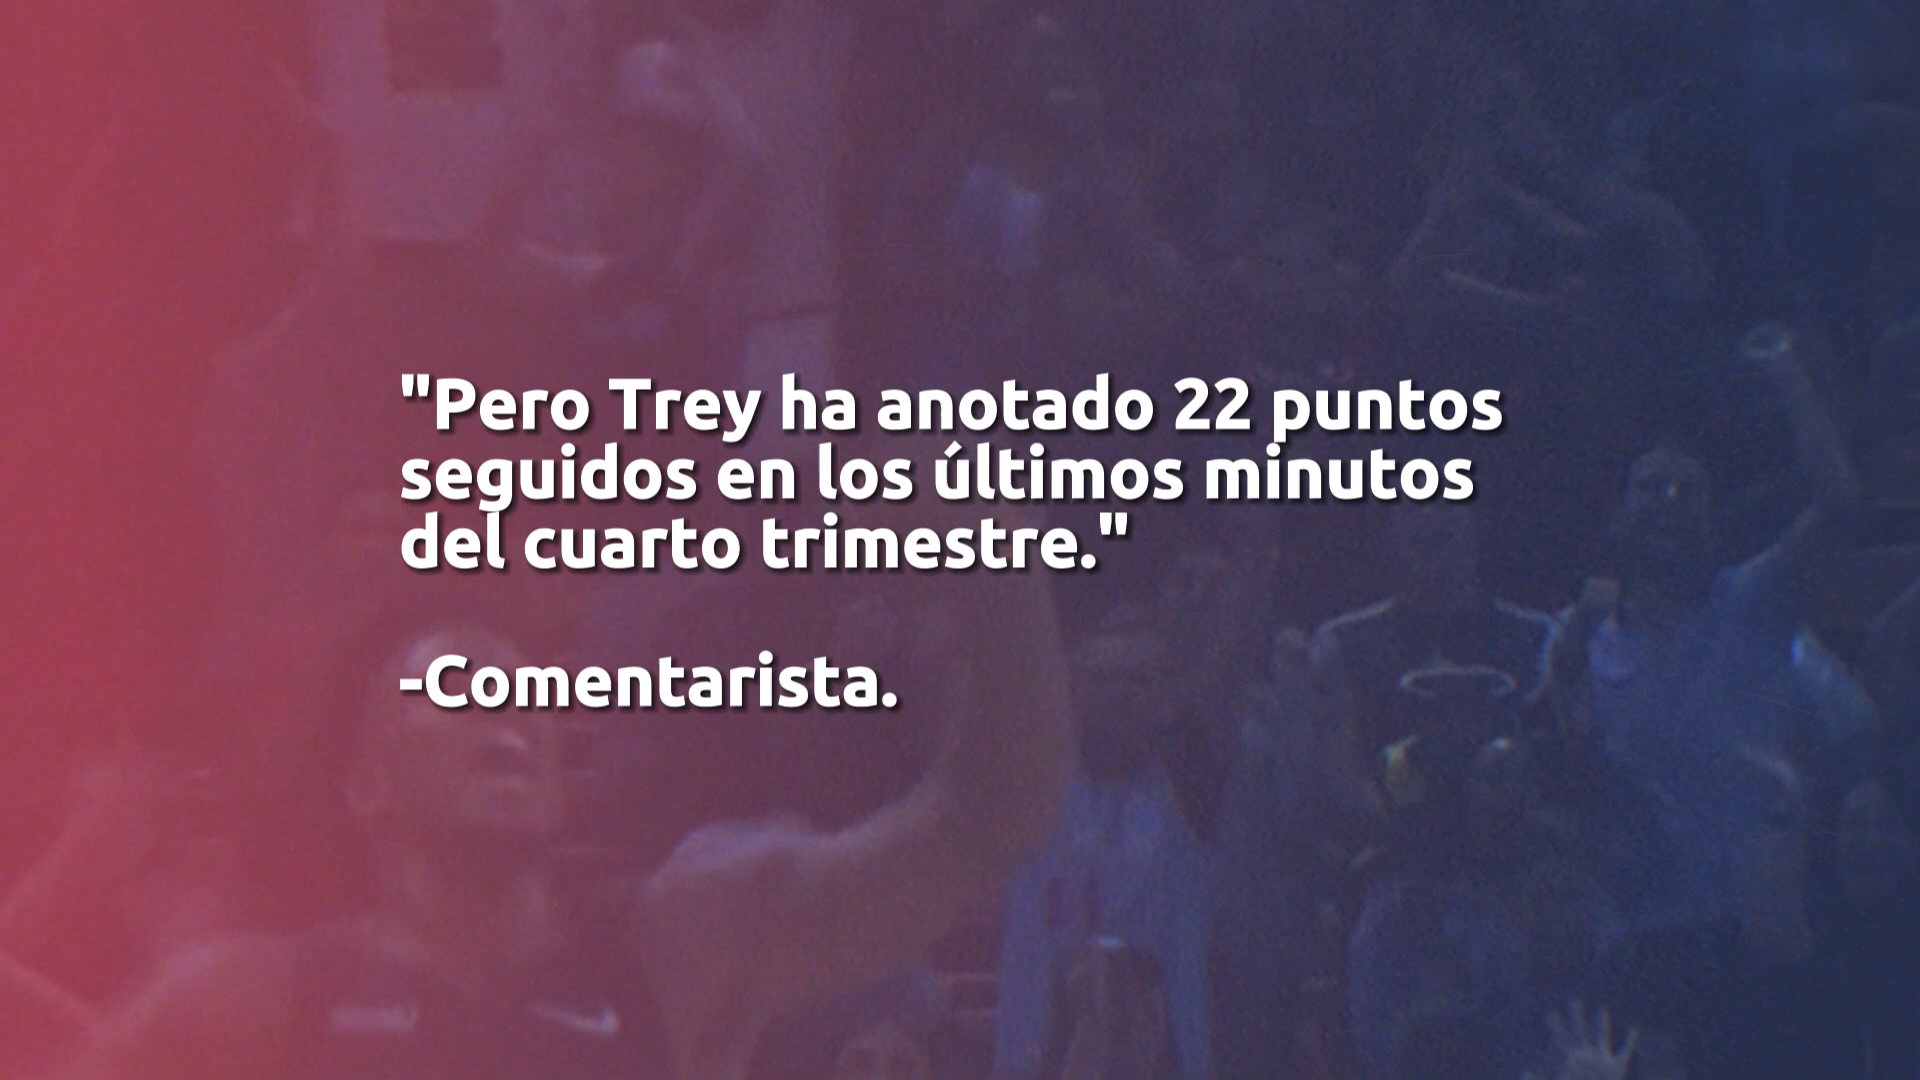 "Pero Trey ha anotado 22 puntos
seguidos en los últimos minutos
del cuarto trimestre."
-Comentarista.